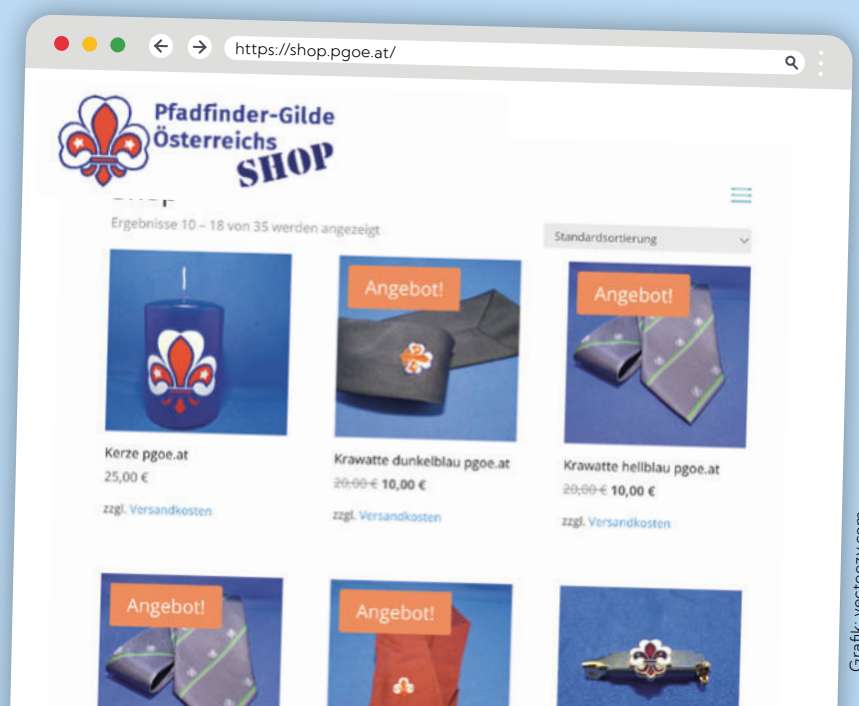 https://shop.pgoe.at/
Pfadfinder-Gilde
Österreichs
SHOP
Shop
Ergebnisse 10 – 18 von 35 werden angezeigt
Standardsortierung
Angebot!
Angebot!
Kerze pgoe.at
25,00 €
zzgl. Versandkosten
Krawatte dunkelblau pgoe.at
20,00 € 10,00 €
zzgl. Versandkosten
Krawatte hellblau pgoe.at
20,00 € 10,00 €
zzgl. Versandkosten
Angebot!
Angebot!
Grafik: vecteezy.com